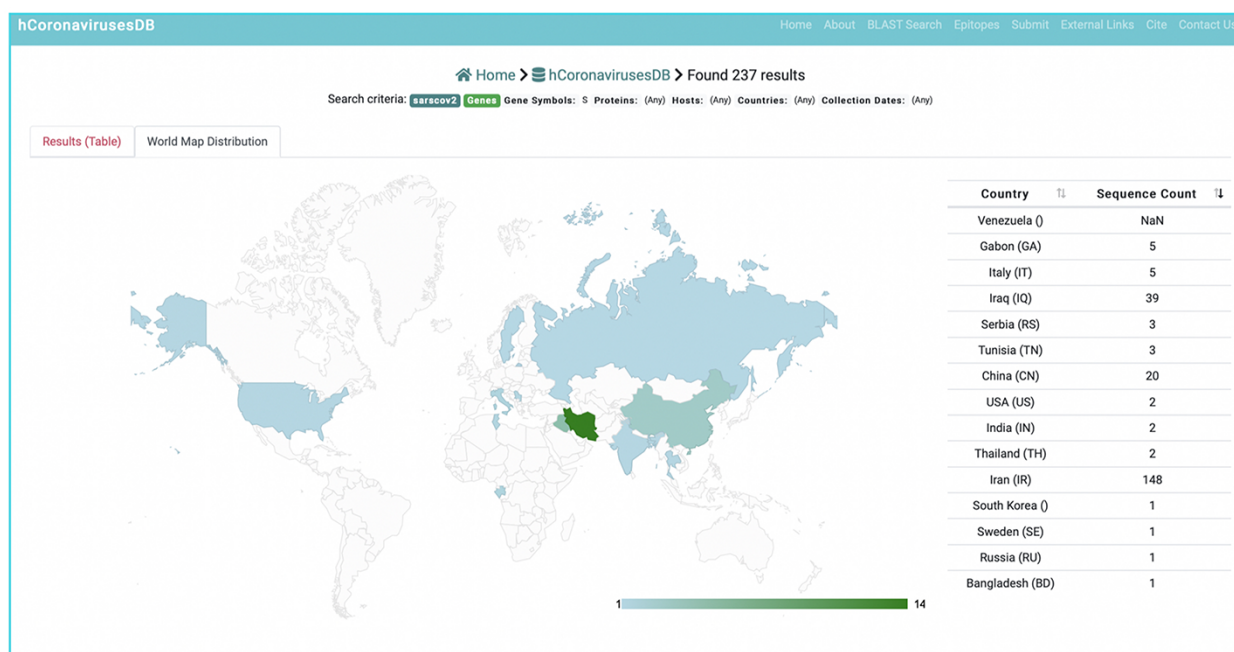 hCoronavirusesDB
Home About BLAST Search Epitopes Submit External Links Cite Contact Us
Home > hCoronavirusesDB > Found 237 results
Search criteria: sarscov2 Genes Gene Symbols: S Proteins: (Any) Hosts: (Any) Countries: (Any) Collection Dates: (Any)
Results (Table) World Map Distribution
Country Sequence Count
Venezuela () NaN
Gabon (GA) 5
Italy (IT) 5
Iraq (IQ) 39
Serbia (RS) 3
Tunisia (TN) 3
China (CN) 20
USA (US) 2
India (IN) 2
Thailand (TH) 2
Iran (IR) 148
South Korea () 1
Sweden (SE) 1
Russia (RU) 1
Bangladesh (BD) 1
1 14